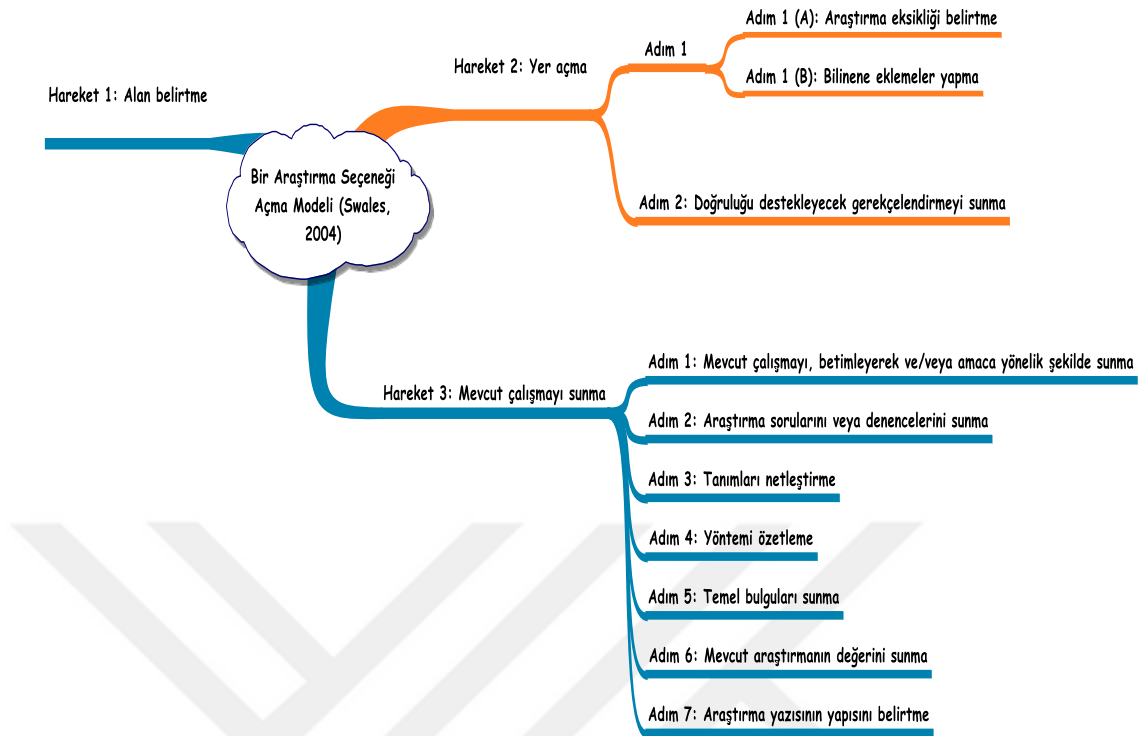 Bir Araştırma Seçeneği
Açma Modeli (Swales,
2004)
Hareket 1: Alan belirtme
Hareket 2: Yer açma
Adım 1
Adım 1 (A): Araştırma eksikliği belirtme
Adım 1 (B): Bilinene eklemeler yapma
Adım 2: Doğruluğu destekleyecek gerekçelendirmeyi sunma
Hareket 3: Mevcut çalışmayı sunma
Adım 1: Mevcut çalışmayı, betimleyerek ve/veya amaca yönelik şekilde sunma
Adım 2: Araştırma sorularını veya denencelerini sunma
Adım 3: Tanımları netleştirme
Adım 4: Yöntemi özetleme
Adım 5: Temel bulguları sunma
Adım 6: Mevcut araştırmanın değerini sunma
Adım 7: Araştırma yazısının yapısını belirtme